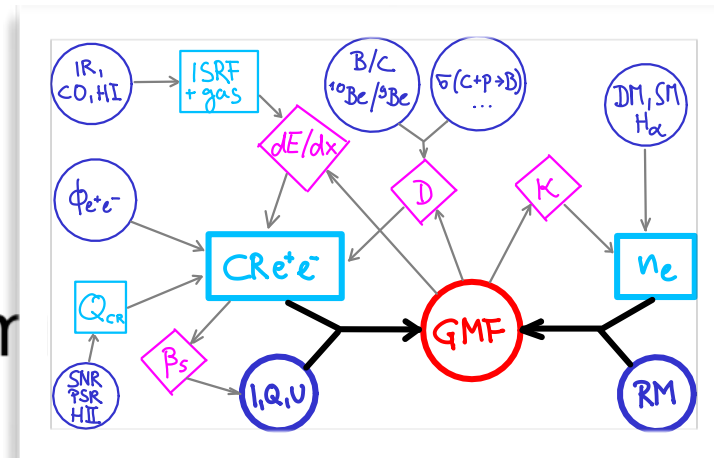 IR,
CO, HI
ISRF
+ gas
B/C
¹⁰Be/⁹Be
σ(C+p→B)
...
DM, SM
Hα
dE/dx
Φe⁺e⁻
D
K
CRe⁺e⁻
nₑ
Q_CR
GMF
βs
SNR
PSR
HII
I,Q,U
RM